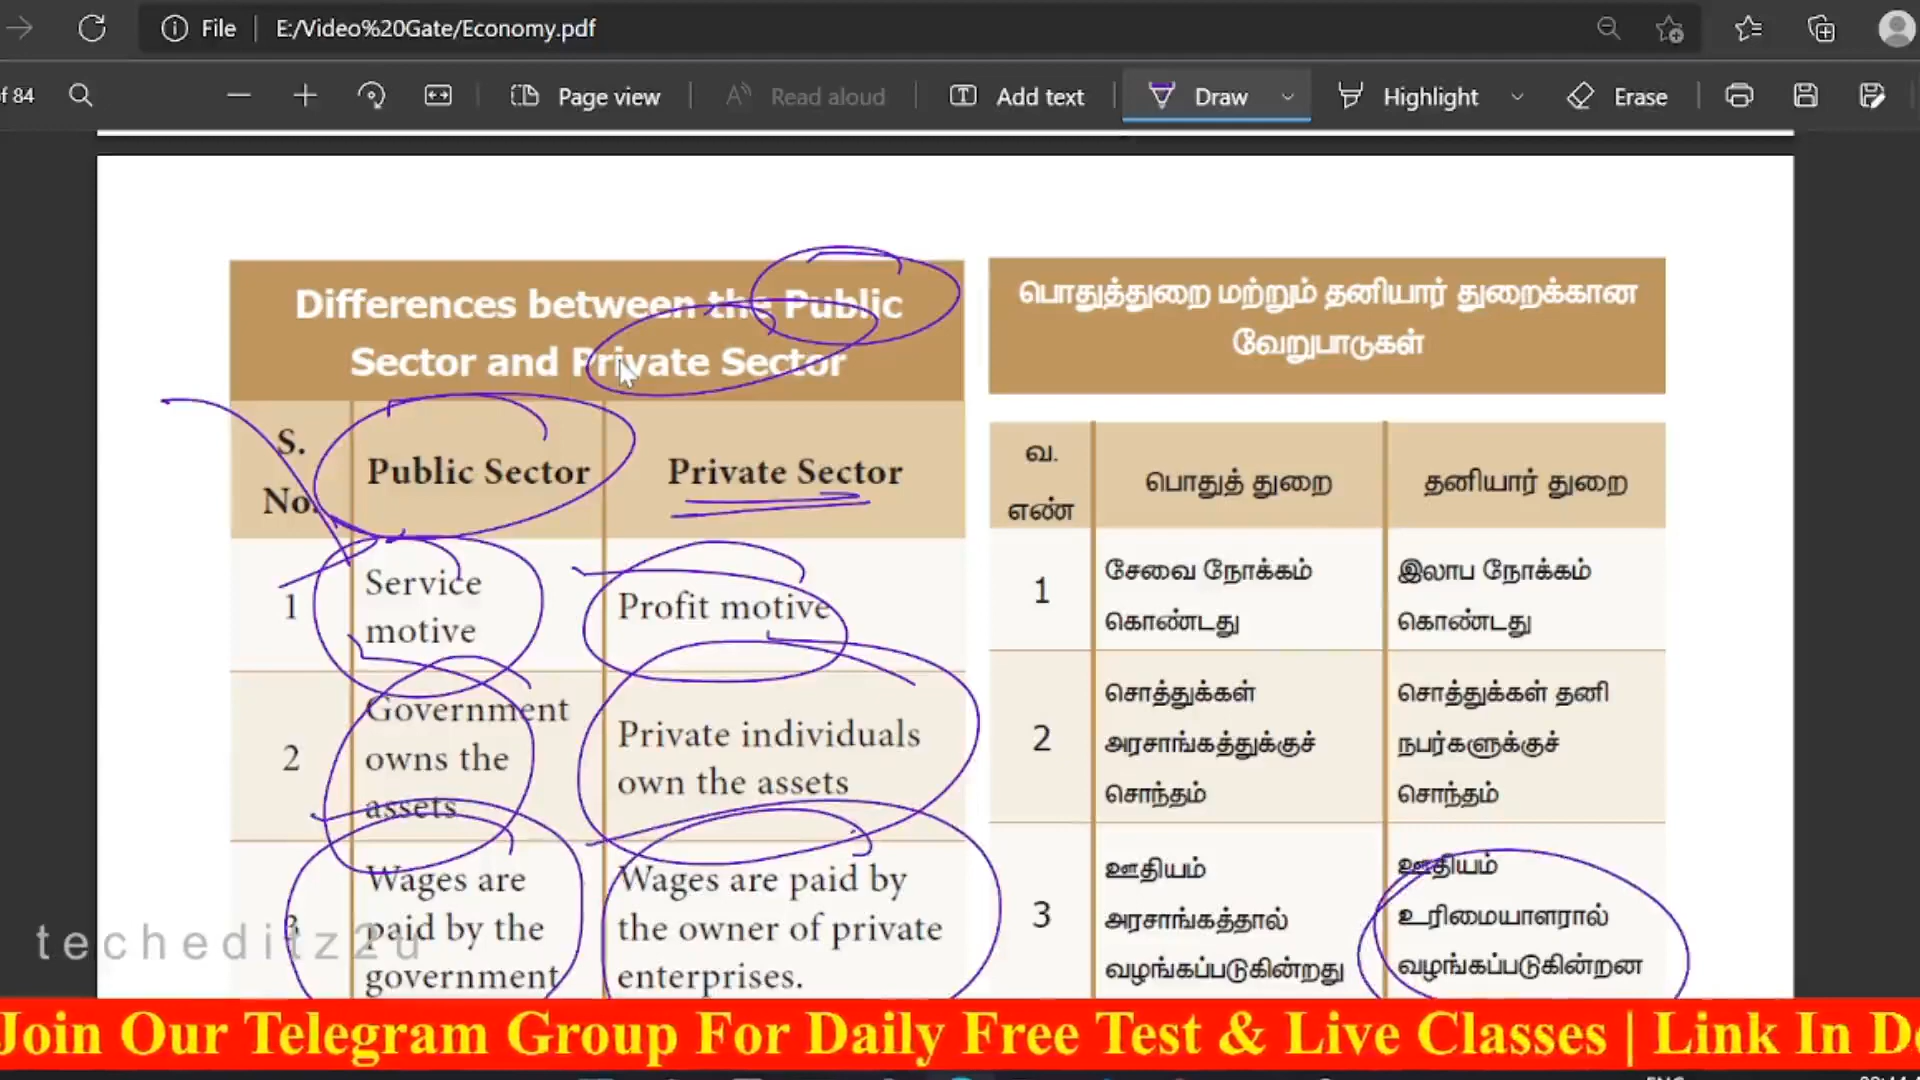 File
E:/Video%20Gate/Economy.pdf
f 84
Page view
Read aloud
Add text
Draw
Highlight
Erase
Differences between the Public
Sector and Private Sector
S.
No.
Public Sector
Private Sector
1
Service
motive
Profit motive
2
Government
owns the
assets
Private individuals
own the assets
3
Wages are
paid by the
government
Wages are paid by
the owner of private
enterprises.
பொதுத்துறை மற்றும் தனியார் துறைக்கான
வேறுபாடுகள்
வ.
எண்
பொதுத் துறை
தனியார் துறை
1
சேவை நோக்கம்
கொண்டது
இலாப நோக்கம்
கொண்டது
2
சொத்துக்கள்
அரசாங்கத்துக்குச்
சொந்தம்
சொத்துக்கள் தனி
நபர்களுக்குச்
சொந்தம்
3
ஊதியம்
அரசாங்கத்தால்
வழங்கப்படுகின்றது
ஊதியம்
உரிமையாளரால்
வழங்கப்படுகின்றன
techeditz2u
Join Our Telegram Group For Daily Free Test & Live Classes | Link In De